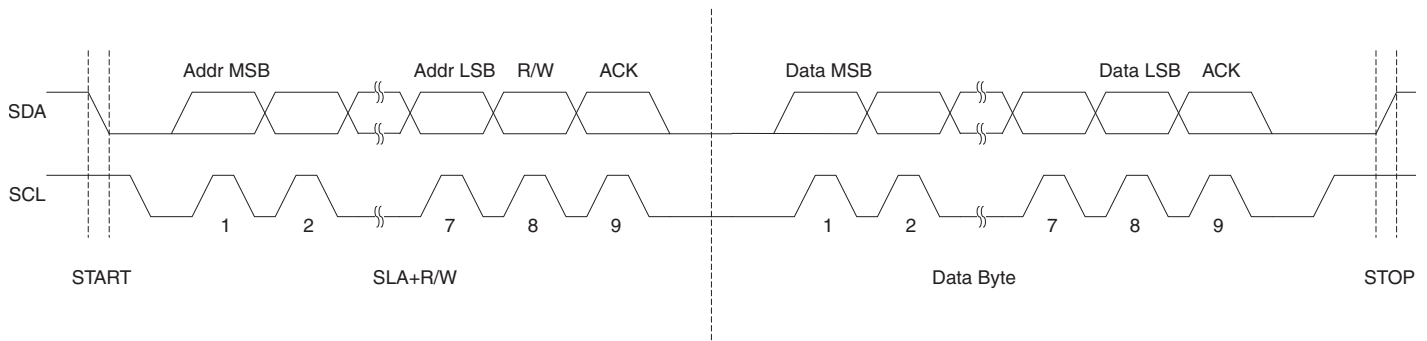 Addr MSB Addr LSB R/W ACK Data MSB Data LSB ACK
SDA
SCL
1 2 7 8 9 1 2 7 8 9
START SLA+R/W Data Byte STOP